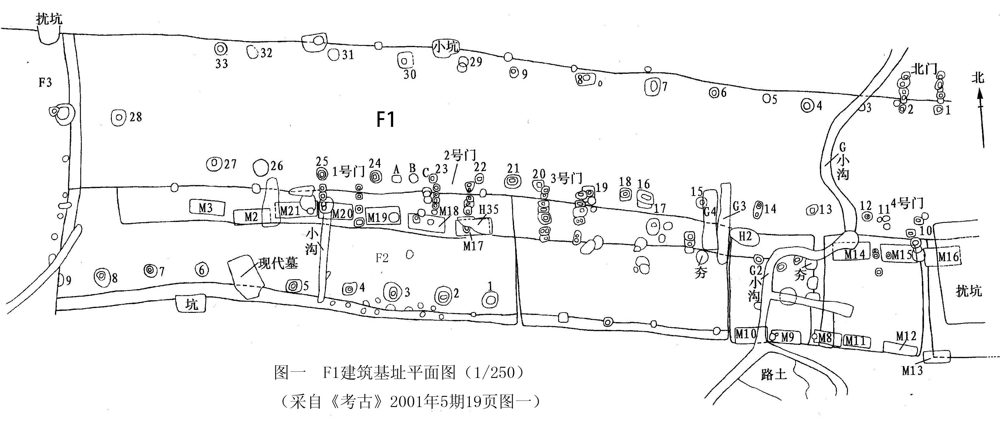 扰坑
33
32
31
30
小坑
29
9
8
7
6
5
4
3
北门
2
1
北
F3
28
F1
G小沟
27
26
25
1号门
24
A
B
C
23
2号门
22
21
20
3号门
19
18
16
17
15
G4
G3
14
13
12
11
4号门
10
M3
M2
M21
M20
M19
M18
H35
M17
H2
M14
M15
M16
小沟
F2
现代墓
夯
G2小沟
夯
扰坑
9
8
7
6
5
4
3
2
1
坑
M10
M9
M8
M11
M12
M13
路土
图一 F1建筑基址平面图（1/250）
（采自《考古》2001年5期19页图一）